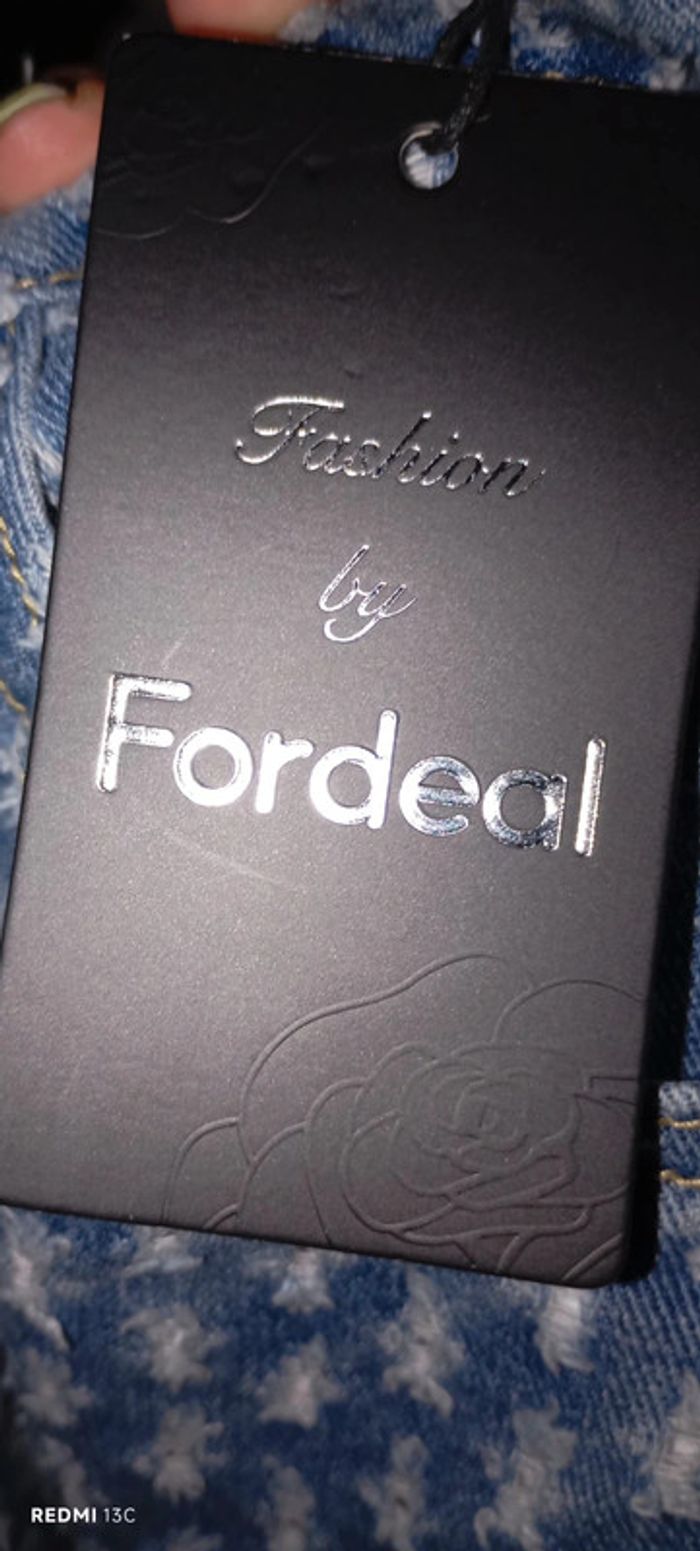 Fashion
by
Fordeal
REDMI 13C